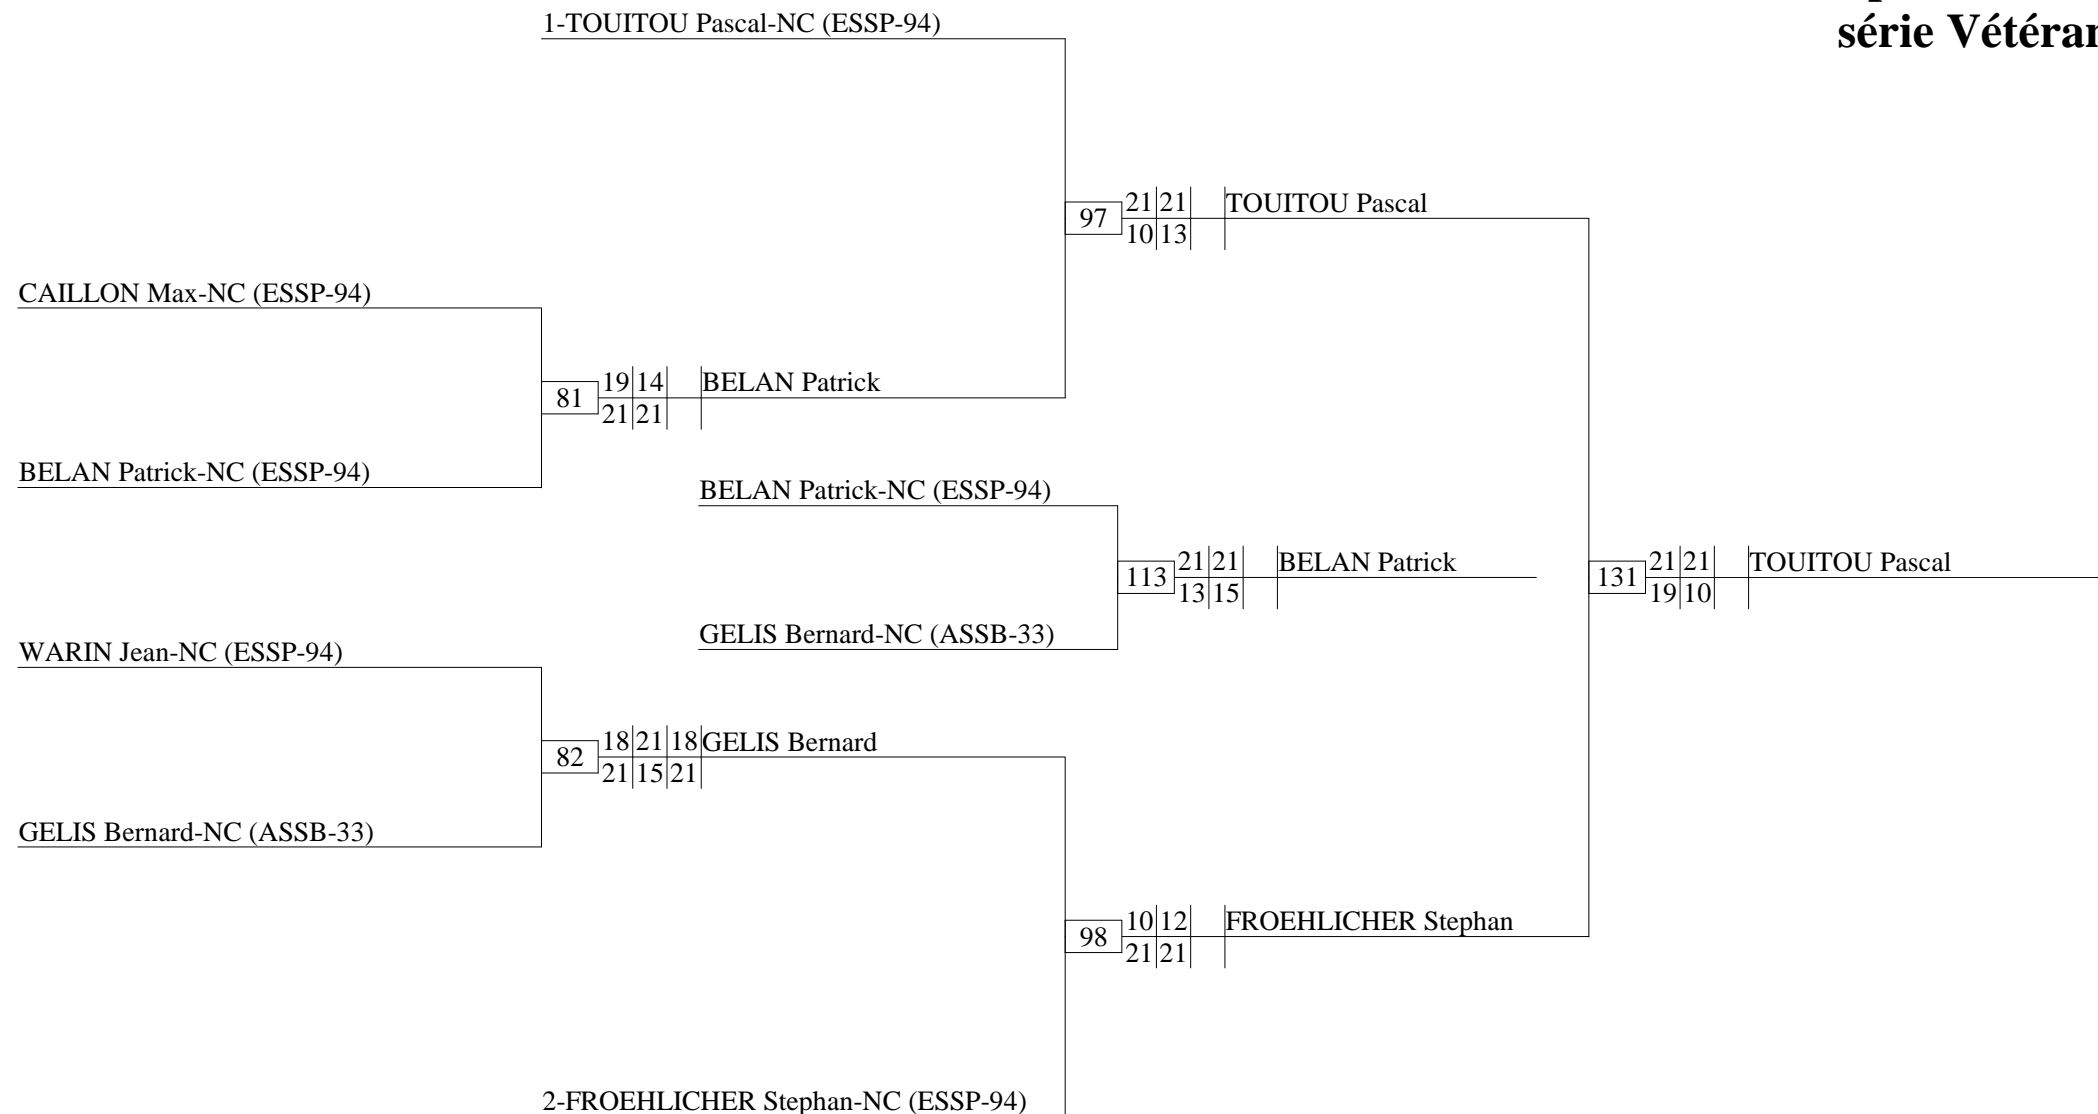 1-TOUITOU Pascal-NC (ESSP-94)
série Vétéran
97
21 21
10 13
TOUITOU Pascal
CAILLON Max-NC (ESSP-94)
81
19 14
21 21
BELAN Patrick
BELAN Patrick-NC (ESSP-94)
BELAN Patrick-NC (ESSP-94)
113
21 21
13 15
BELAN Patrick
131
21 21
19 10
TOUITOU Pascal
GELIS Bernard-NC (ASSB-33)
WARIN Jean-NC (ESSP-94)
82
18 21 18
21 15 21
GELIS Bernard
GELIS Bernard-NC (ASSB-33)
98
10 12
21 21
FROEHLICHER Stephan
2-FROEHLICHER Stephan-NC (ESSP-94)